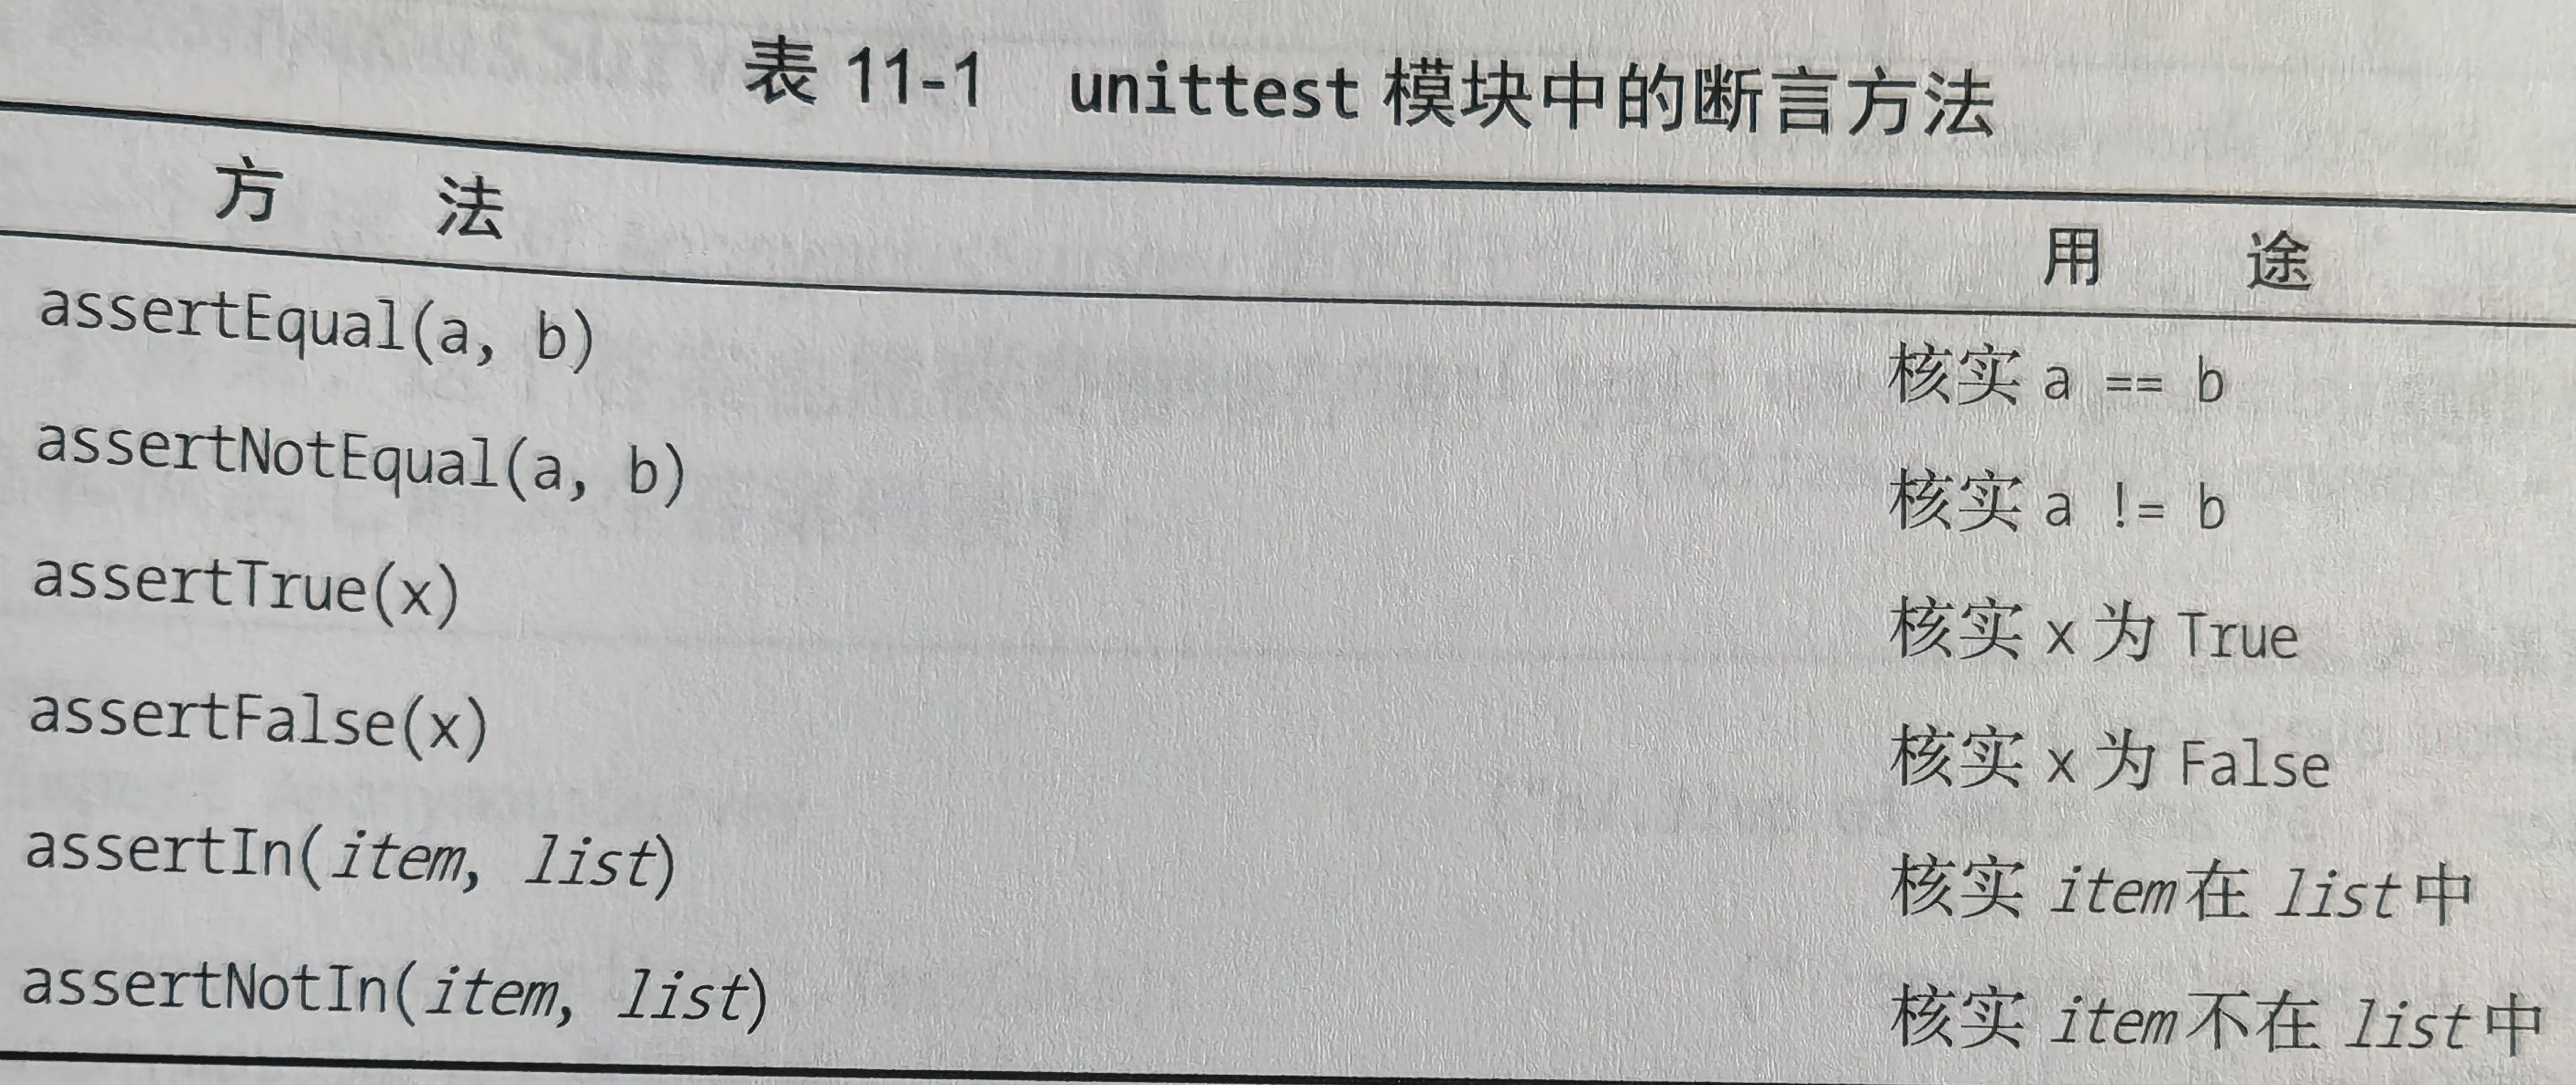 表 11-1 unittest 模块中的断言方法
方 法 用 途
assertEqual(a, b) 核实 a == b
assertNotEqual(a, b) 核实 a != b
assertTrue(x) 核实 x 为 True
assertFalse(x) 核实 x 为 False
assertIn(item, list) 核实 item 在 list 中
assertNotIn(item, list) 核实 item 不在 list 中